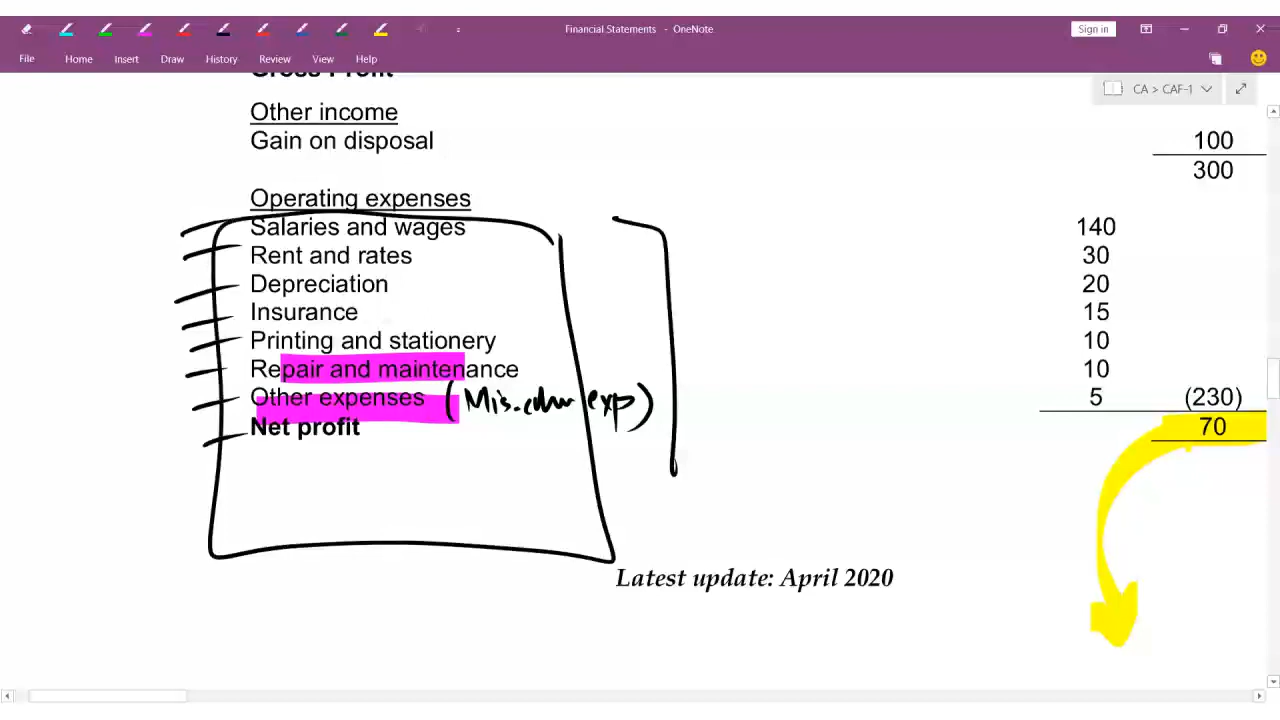 Financial Statements - OneNote
Sign in
File Home Insert Draw History Review View Help
Gross Profit
CA > CAF-1
Other income
Gain on disposal 100
300
Operating expenses
Salaries and wages 140
Rent and rates 30
Depreciation 20
Insurance 15
Printing and stationery 10
Repair and maintenance 10
Other expenses ( exp) 5 (230)
Net profit 70
Latest update: April 2020